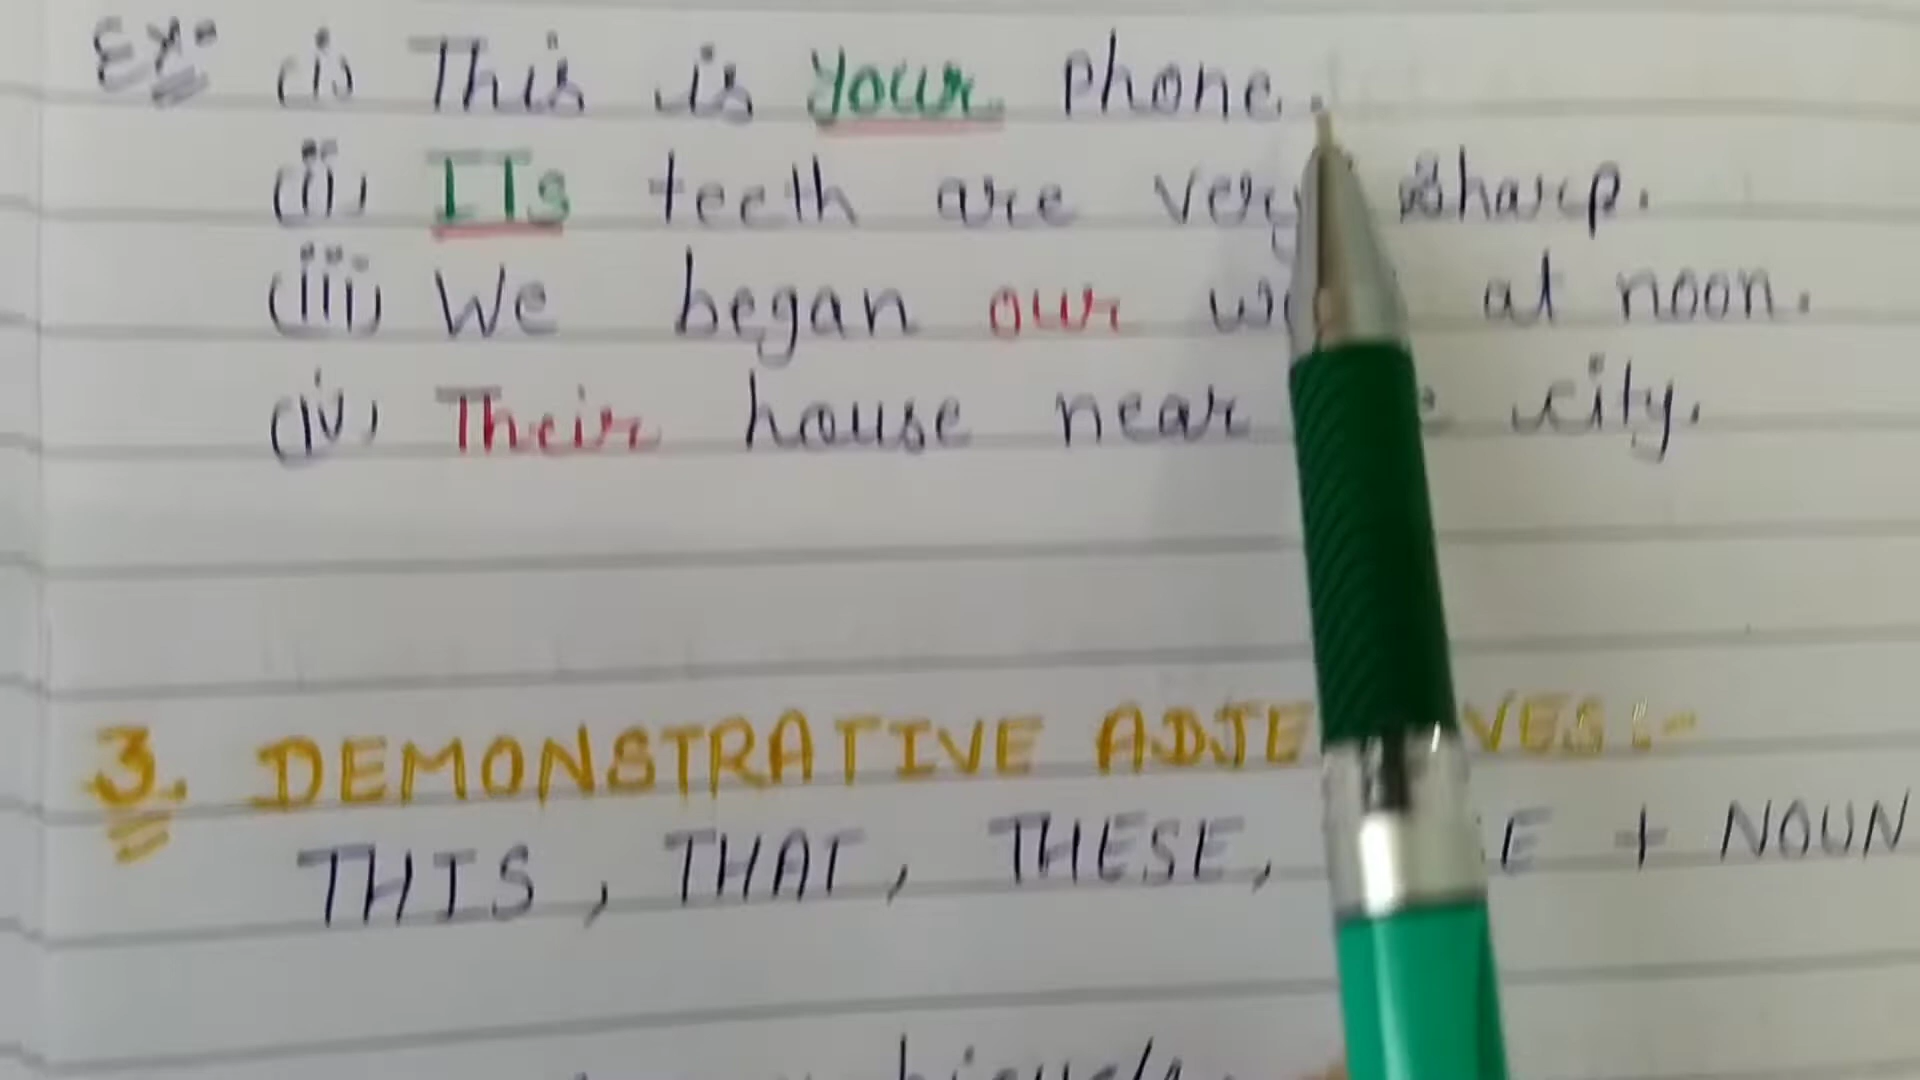 Ex:- (i) This is your phone.
(ii) ITs teeth are very sharp.
(iii) We began our at noon.
(iv) Their house near city.
3. DEMONSTRATIVE ADJECTIVES :-
THIS, THAT, THESE, + NOUN